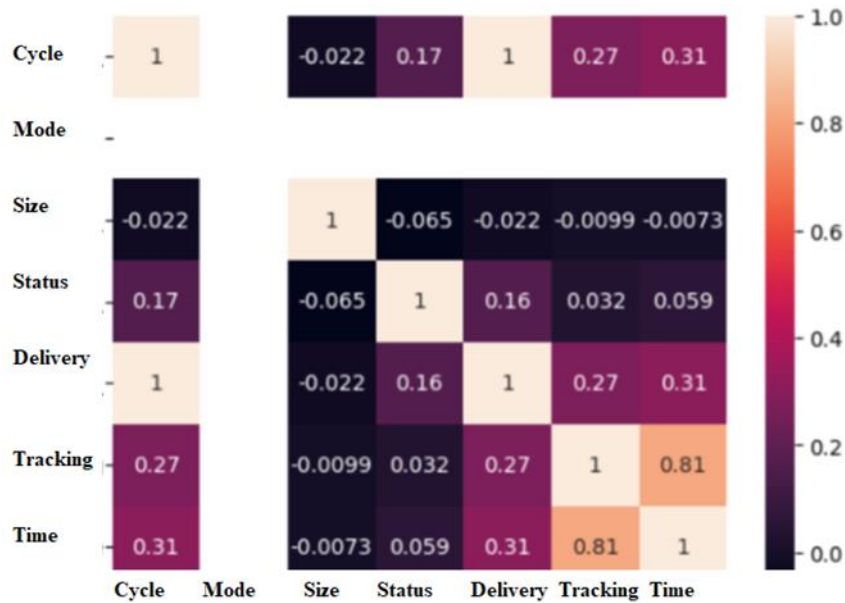 Cycle 1 -0.022 0.17 1 0.27 0.31
Mode
Size -0.022 1 -0.065 -0.022 -0.0099 -0.0073
Status 0.17 -0.065 1 0.16 0.032 0.059
Delivery 1 -0.022 0.16 1 0.27 0.31
Tracking 0.27 -0.0099 0.032 0.27 1 0.81
Time 0.31 -0.0073 0.059 0.31 0.81 1
Cycle Mode Size Status Delivery Tracking Time
1.0
0.8
0.6
0.4
0.2
0.0